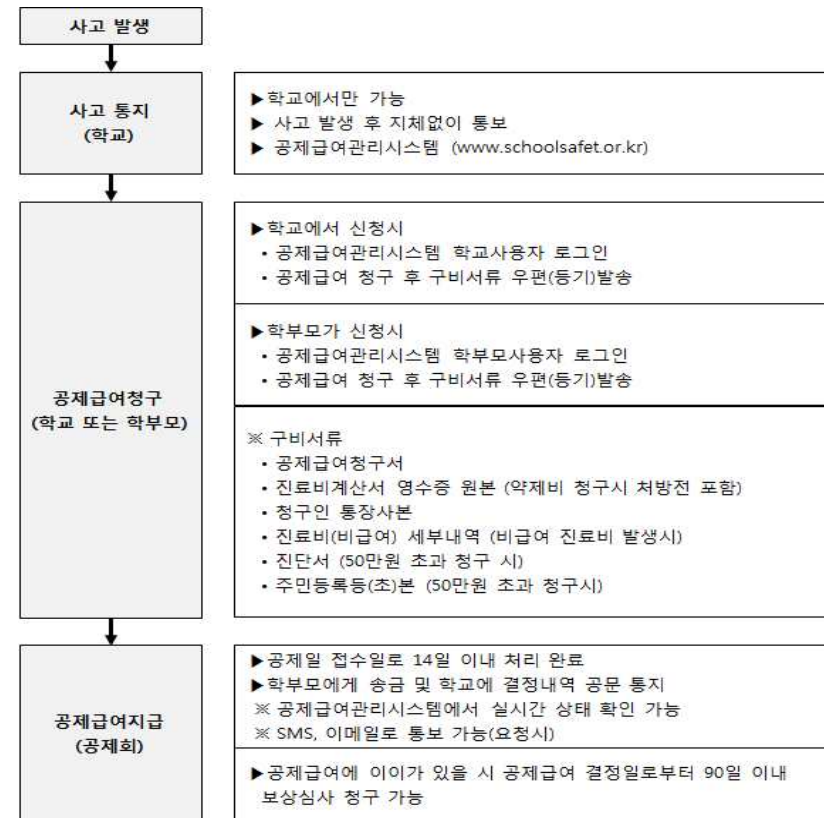 사고 발생
사고 통지
(학교)
▶학교에서만 가능
▶ 사고 발생 후 지체없이 통보
▶ 공제급여관리시스템 (www.schoolsafet.or.kr)
공제급여청구
(학교 또는 학부모)
▶학교에서 신청시
• 공제급여관리시스템 학교사용자 로그인
• 공제급여 청구 후 구비서류 우편(등기)발송
▶학부모가 신청시
• 공제급여관리시스템 학부모사용자 로그인
• 공제급여 청구 후 구비서류 우편(등기)발송
※ 구비서류
• 공제급여청구서
• 진료비계산서 영수증 원본 (약제비 청구시 처방전 포함)
• 청구인 통장사본
• 진료비(비급여) 세부내역 (비급여 진료비 발생시)
• 진단서 (50만원 초과 청구 시)
• 주민등록등(초)본 (50만원 초과 청구시)
공제급여지급
(공제회)
▶공제일 접수일로 14일 이내 처리 완료
▶학부모에게 송금 및 학교에 결정내역 공문 통지
※ 공제급여관리시스템에서 실시간 상태 확인 가능
※ SMS, 이메일로 통보 가능(요청시)
▶공제급여에 이이가 있을 시 공제급여 결정일로부터 90일 이내
보상심사 청구 가능